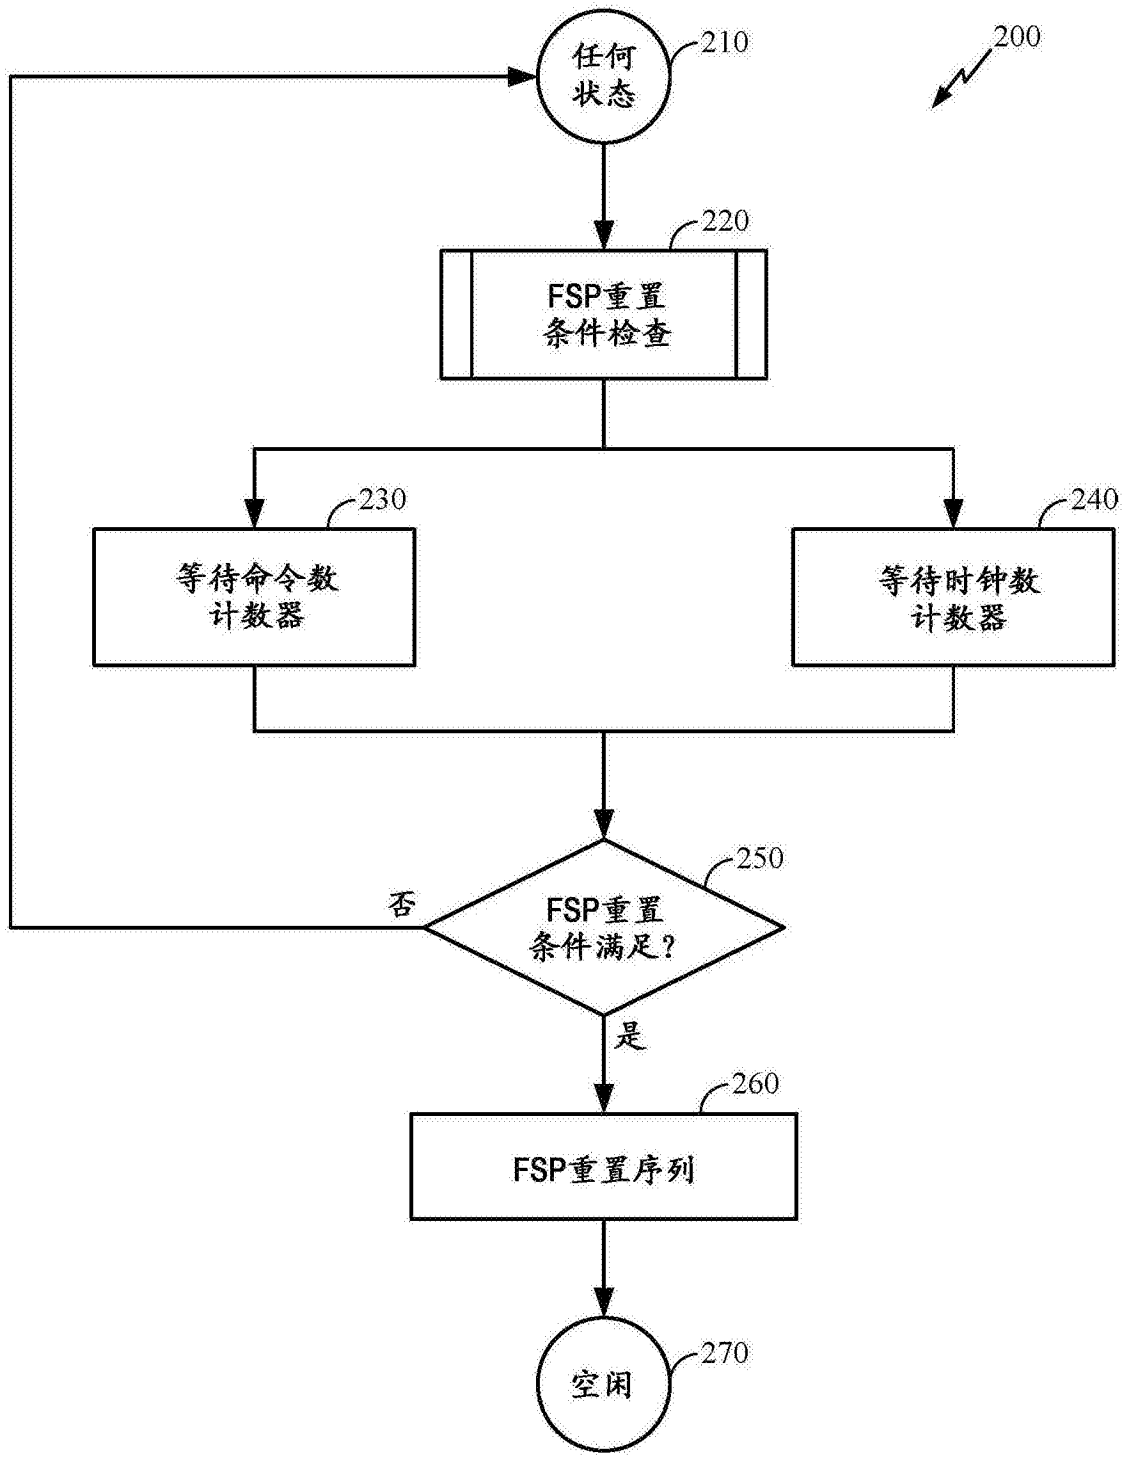 任何
状态
210
200
220
FSP重置
条件检查
230
等待命令数
计数器
240
等待时钟数
计数器
250
否
FSP重置
条件满足？
是
260
FSP重置序列
空闲
270